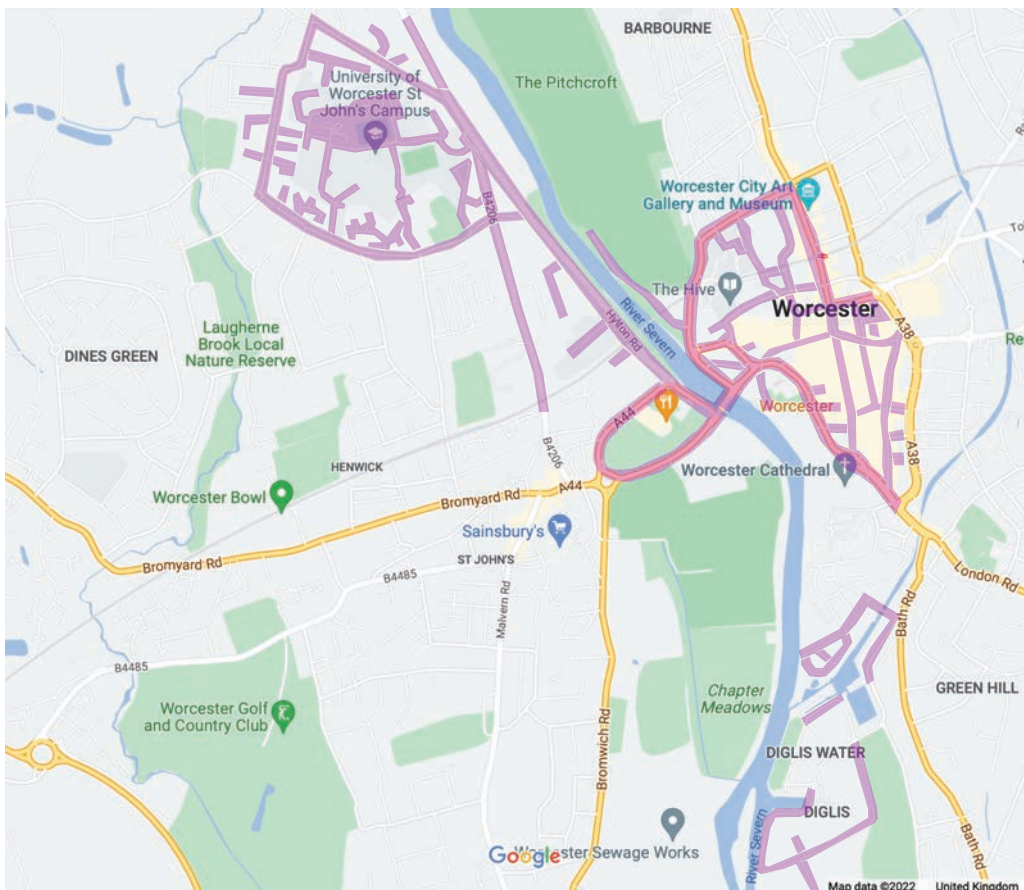 BARBOURNE
University of
Worcester St
John's Campus
The Pitchcroft
Worcester City Art
Gallery and Museum
B4206
The Hive
Worcester
River Severn
Hylton Rd
A38
Laugherne
Brook Local
Nature Reserve
DINES GREEN
Worcester
A44
A38
B4206
HENWICK
Worcester Cathedral
Worcester Bowl
Bromyard Rd
A44
Sainsbury's
Bromyard Rd
ST JOHN'S
B4485
London Rd
Malvern Rd
Bath Rd
B4485
Worcester Golf
and Country Club
Chapter
Meadows
GREEN HILL
Bromwich Rd
DIGLIS WATER
DIGLIS
River Severn
Bath Rd
Google
Sewage Works
Map data ©2022 United Kingdom